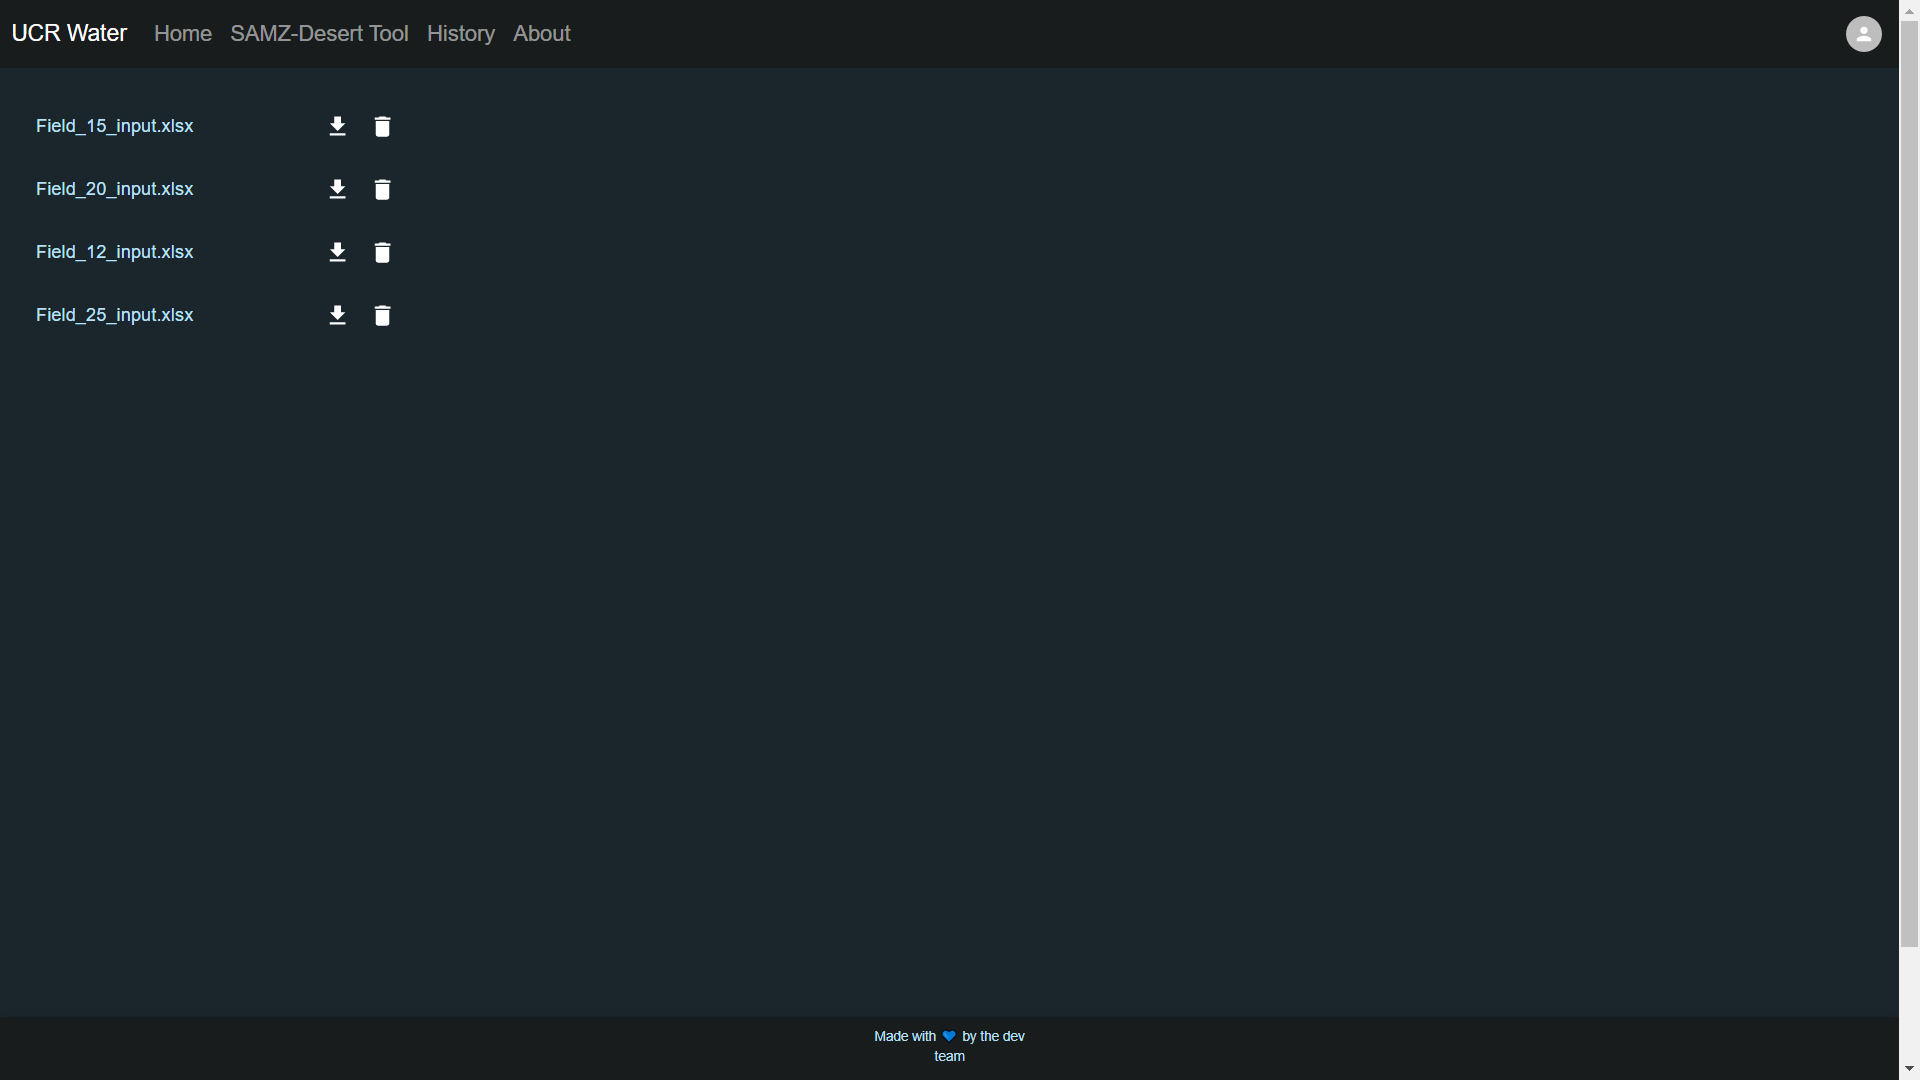 UCR Water Home SAMZ-Desert Tool History About
Field_15_input.xlsx
Field_20_input.xlsx
Field_12_input.xlsx
Field_25_input.xlsx
Made with 💙 by the dev
team